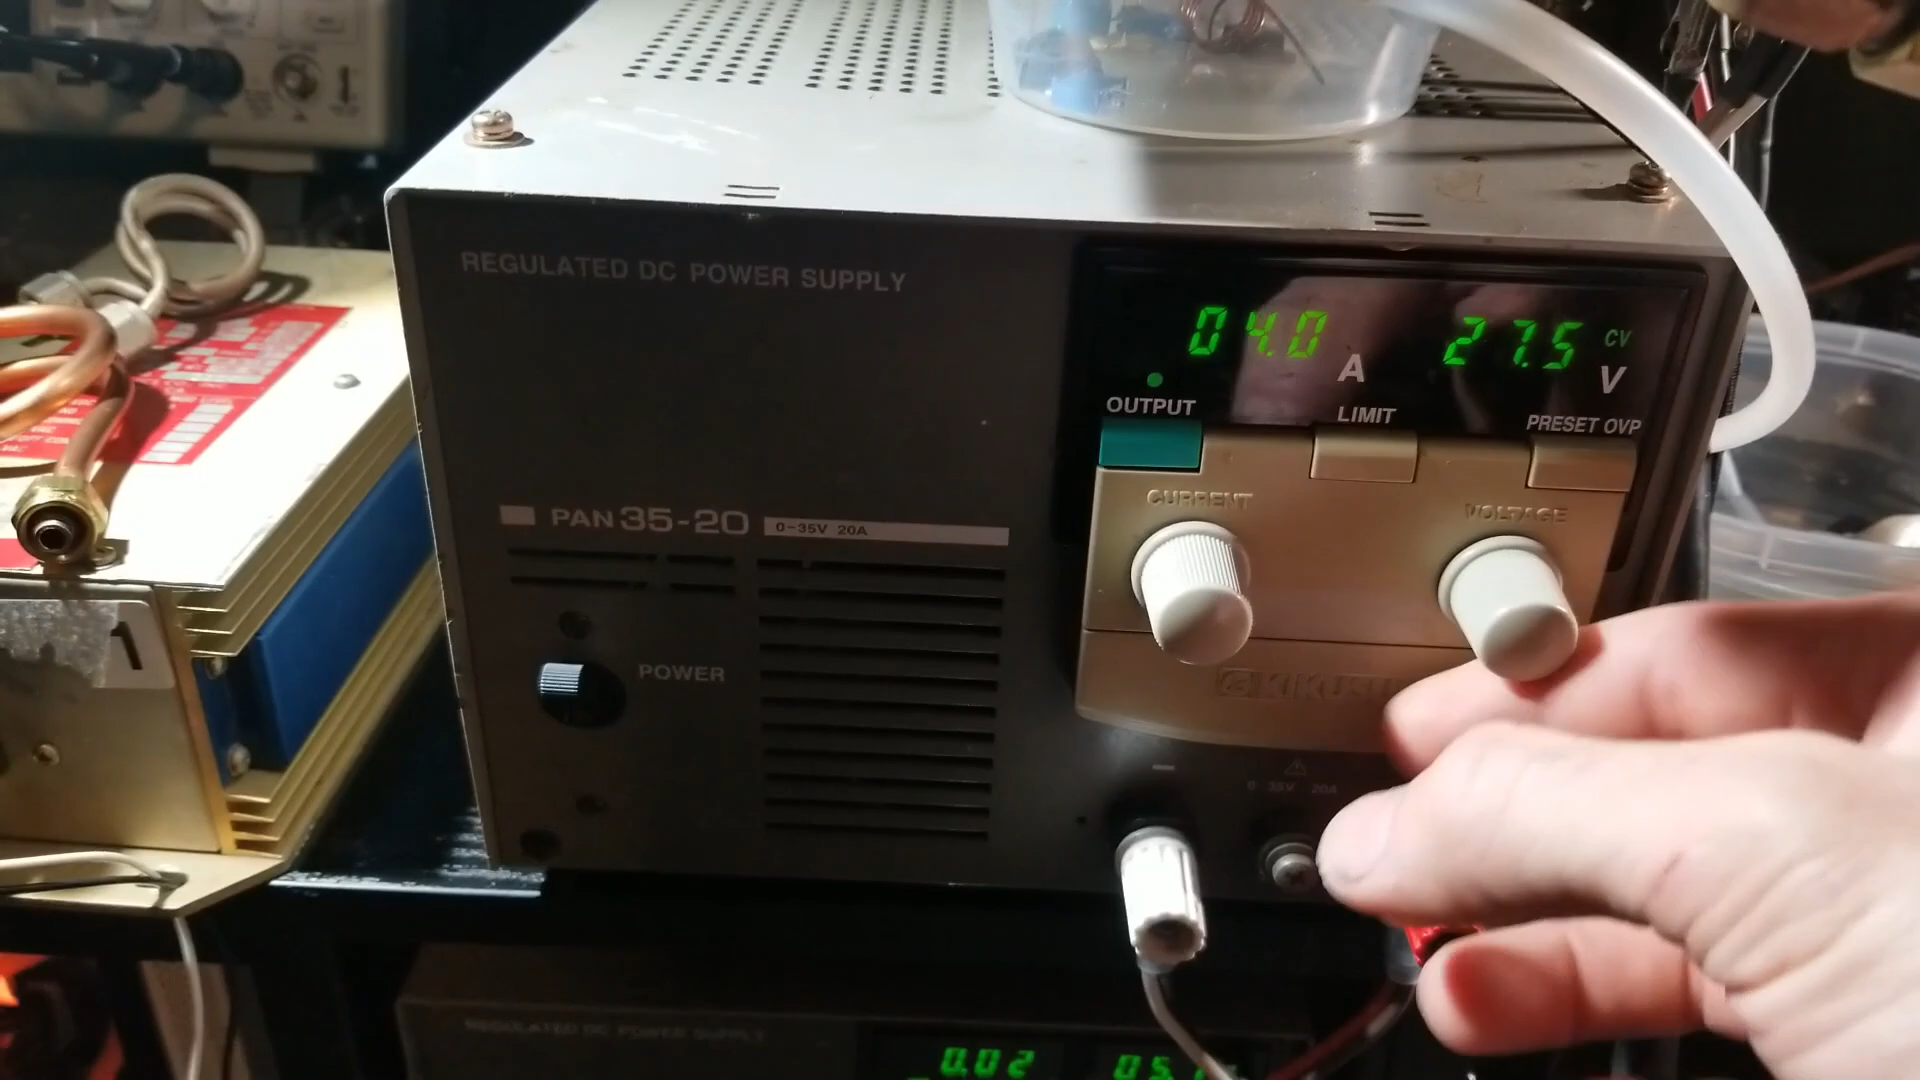 REGULATED DC POWER SUPPLY
04.0 A
27.5 CV
V
OUTPUT
LIMIT
PRESET OVP
CURRENT
VOLTAGE
PAN 35-20 0-35V 20A
POWER
1
0-35V 20A
REGULATED DC POWER SUPPLY
0.02